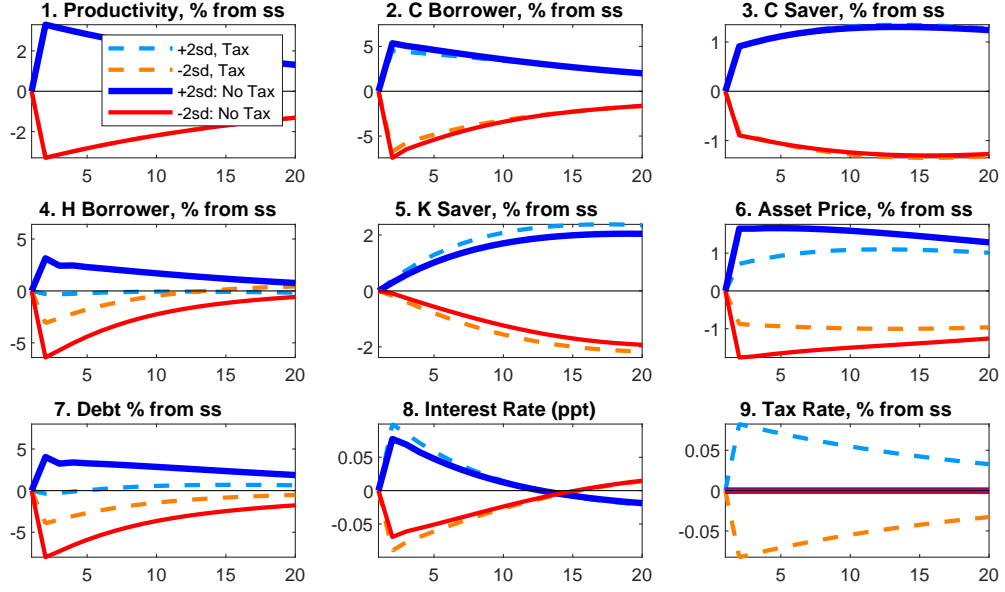 1. Productivity, % from ss
2
0
-2
5 10 15 20
+2sd, Tax
-2sd, Tax
+2sd: No Tax
-2sd: No Tax
2. C Borrower, % from ss
5
0
-5
5 10 15 20
3. C Saver, % from ss
1
0
-1
5 10 15 20
4. H Borrower, % from ss
5
0
-5
5 10 15 20
5. K Saver, % from ss
2
0
-2
5 10 15 20
6. Asset Price, % from ss
1
0
-1
5 10 15 20
7. Debt % from ss
5
0
-5
5 10 15 20
8. Interest Rate (ppt)
0.05
0
-0.05
5 10 15 20
9. Tax Rate, % from ss
0.05
0
-0.05
5 10 15 20